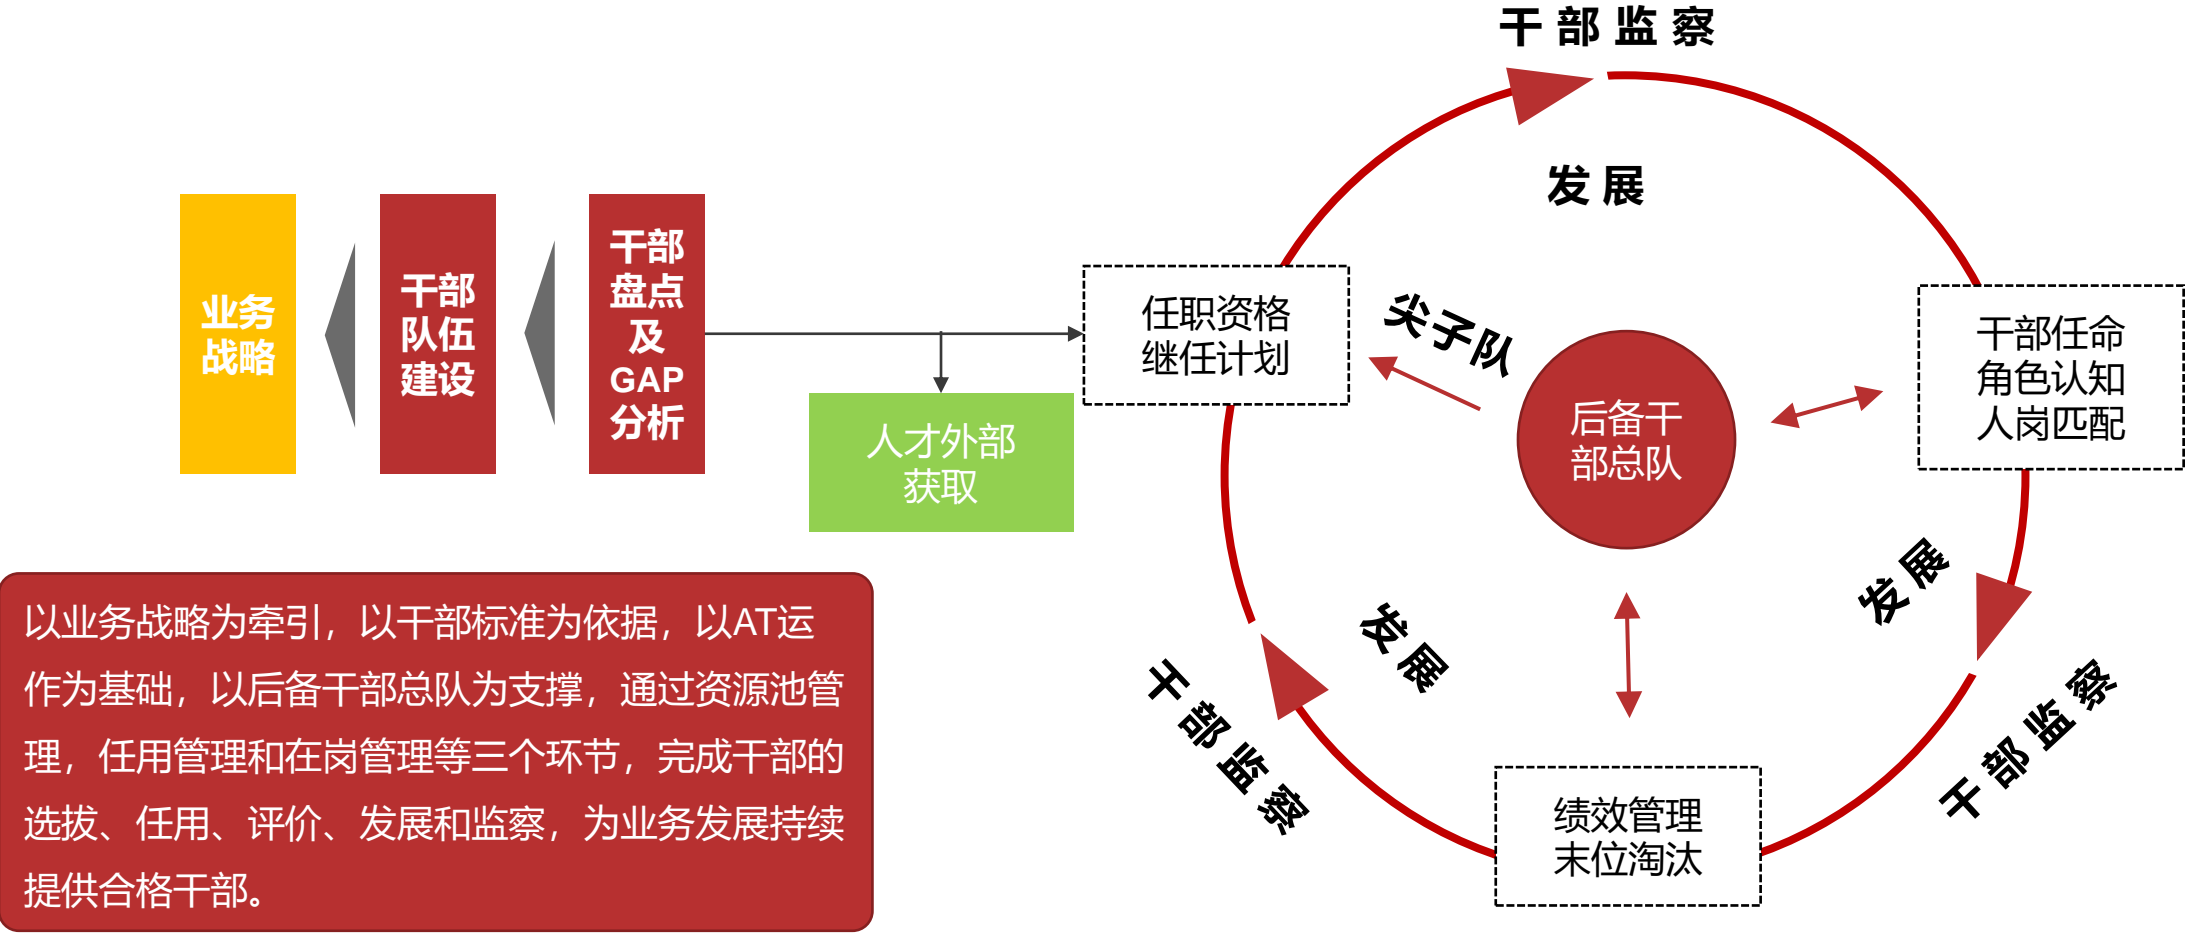 干部监察
发展
业务
战略
干部
队伍
建设
干部
盘点
及
GAP
分析
人才外部
获取
任职资格
继任计划
尖子队
后备干
部总队
干部任命
角色认知
人岗匹配
发展
干部监察
发展
干部监察
绩效管理
末位淘汰
以业务战略为牵引，以干部标准为依据，以AT运
作为基础，以后备干部总队为支撑，通过资源池管
理，任用管理和在岗管理等三个环节，完成干部的
选拔、任用、评价、发展和监察，为业务发展持续
提供合格干部。